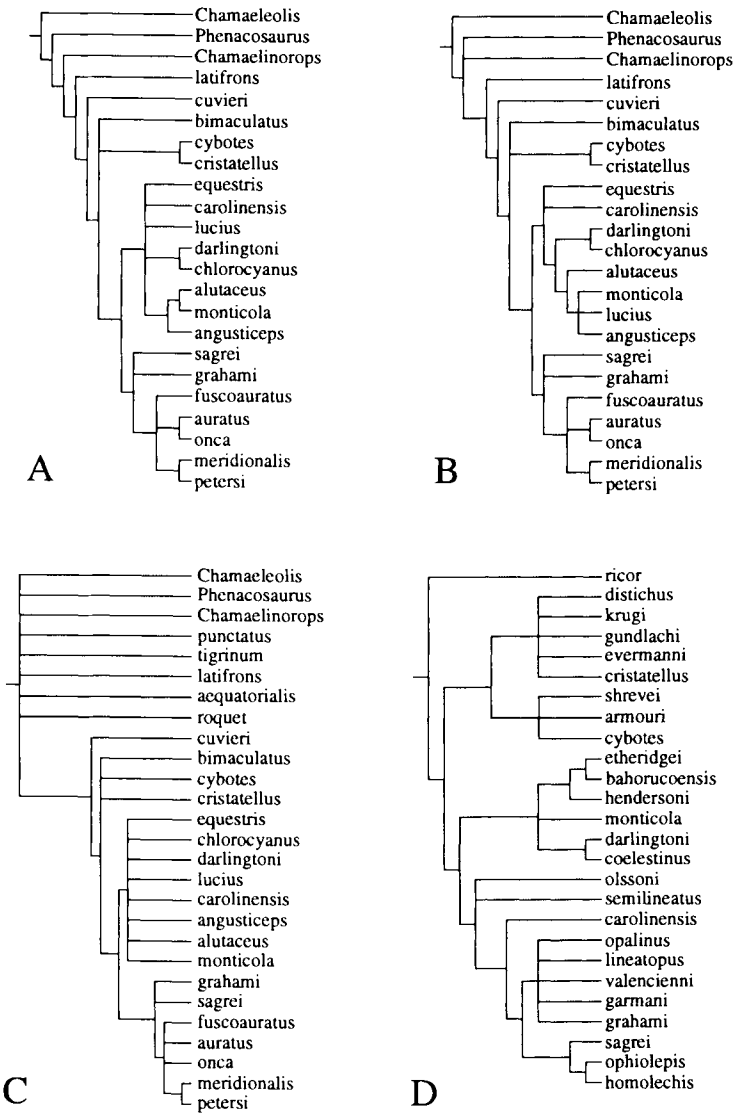 Chamaeleolis
Phenacosaurus
Chamaelinorops
latifrons
cuvieri
bimaculatus
cybotes
cristatellus
equestris
carolinensis
lucius
darlingtoni
chlorocyanus
alutaceus
monticola
angusticeps
sagrei
grahami
fuscoauratus
auratus
onca
meridionalis
petersi
A
Chamaeleolis
Phenacosaurus
Chamaelinorops
latifrons
cuvieri
bimaculatus
cybotes
cristatellus
equestris
carolinensis
darlingtoni
chlorocyanus
alutaceus
monticola
lucius
angusticeps
sagrei
grahami
fuscoauratus
auratus
onca
meridionalis
petersi
B
Chamaeleolis
Phenacosaurus
Chamaelinorops
punctatus
tigrinum
latifrons
aequatorialis
roquet
cuvieri
bimaculatus
cybotes
cristatellus
equestris
chlorocyanus
darlingtoni
lucius
carolinensis
angusticeps
alutaceus
monticola
grahami
sagrei
fuscoauratus
auratus
onca
meridionalis
petersi
C
ricor
distichus
krugi
gundlachi
evermanni
cristatellus
shrevei
armouri
cybotes
etheridgei
bahorucoensis
hendersoni
monticola
darlingtoni
coelestinus
olssoni
semilineatus
carolinensis
opalinus
lineatopus
valencienni
garmani
grahami
sagrei
ophiolepis
homolechis
D